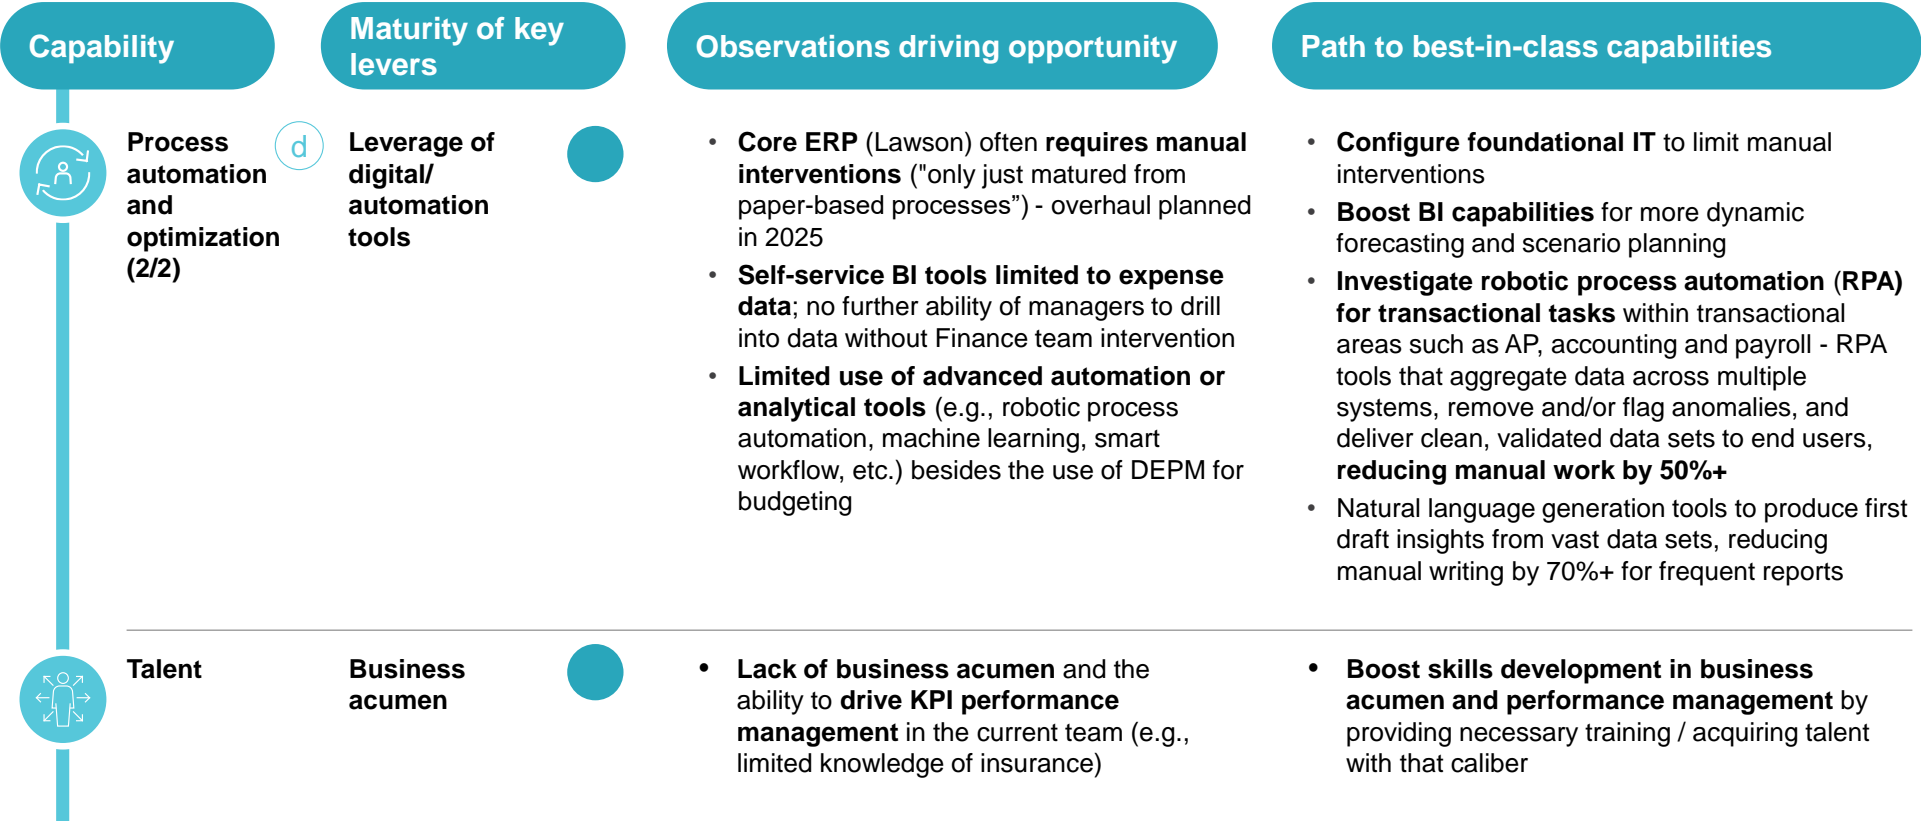 Capability
Maturity of key
levers
Observations driving opportunity
Path to best-in-class capabilities
Process
automation
and
optimization
(2/2)
d
Leverage of
digital/
automation
tools
• Core ERP (Lawson) often requires manual
interventions ("only just matured from
paper-based processes”) - overhaul planned
in 2025
• Self-service BI tools limited to expense
data; no further ability of managers to drill
into data without Finance team intervention
• Limited use of advanced automation or
analytical tools (e.g., robotic process
automation, machine learning, smart
workflow, etc.) besides the use of DEPM for
budgeting
• Configure foundational IT to limit manual
interventions
• Boost BI capabilities for more dynamic
forecasting and scenario planning
• Investigate robotic process automation (RPA)
for transactional tasks within transactional
areas such as AP, accounting and payroll - RPA
tools that aggregate data across multiple
systems, remove and/or flag anomalies, and
deliver clean, validated data sets to end users,
reducing manual work by 50%+
• Natural language generation tools to produce first
draft insights from vast data sets, reducing
manual writing by 70%+ for frequent reports
Talent
Business
acumen
• Lack of business acumen and the
ability to drive KPI performance
management in the current team (e.g.,
limited knowledge of insurance)
• Boost skills development in business
acumen and performance management by
providing necessary training / acquiring talent
with that caliber